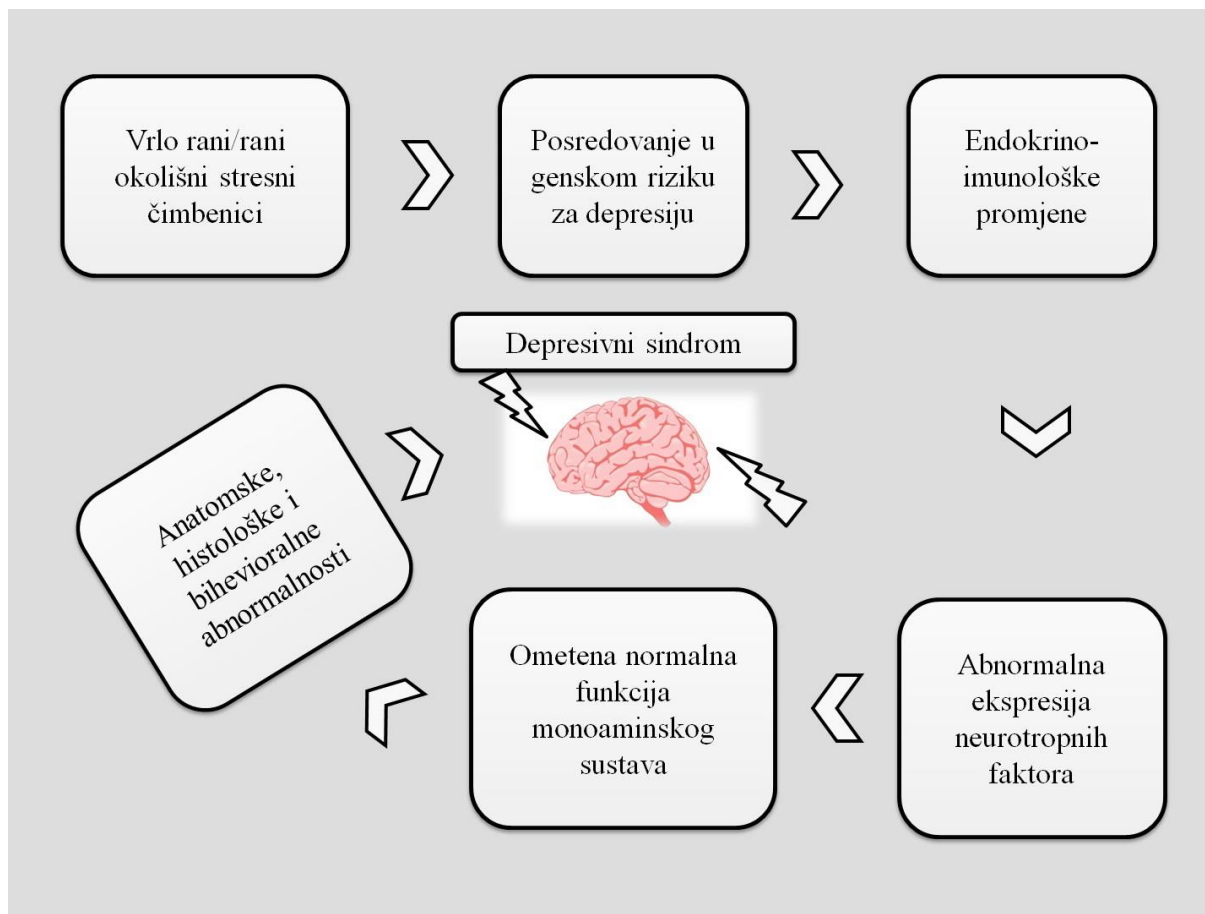 Vrlo rani/rani
okolišni stresni
čimbenici
Posredovanje u
genskom riziku
za depresiju
Endokrino-
imunološke
promjene
Depresivni sindrom
Anatomske,
histološke i
bihevioralne
abnormalnosti
Ometena normalna
funkcija
monoaminskog
sustava
Abnormalna
ekspresija
neurotropnih
faktora